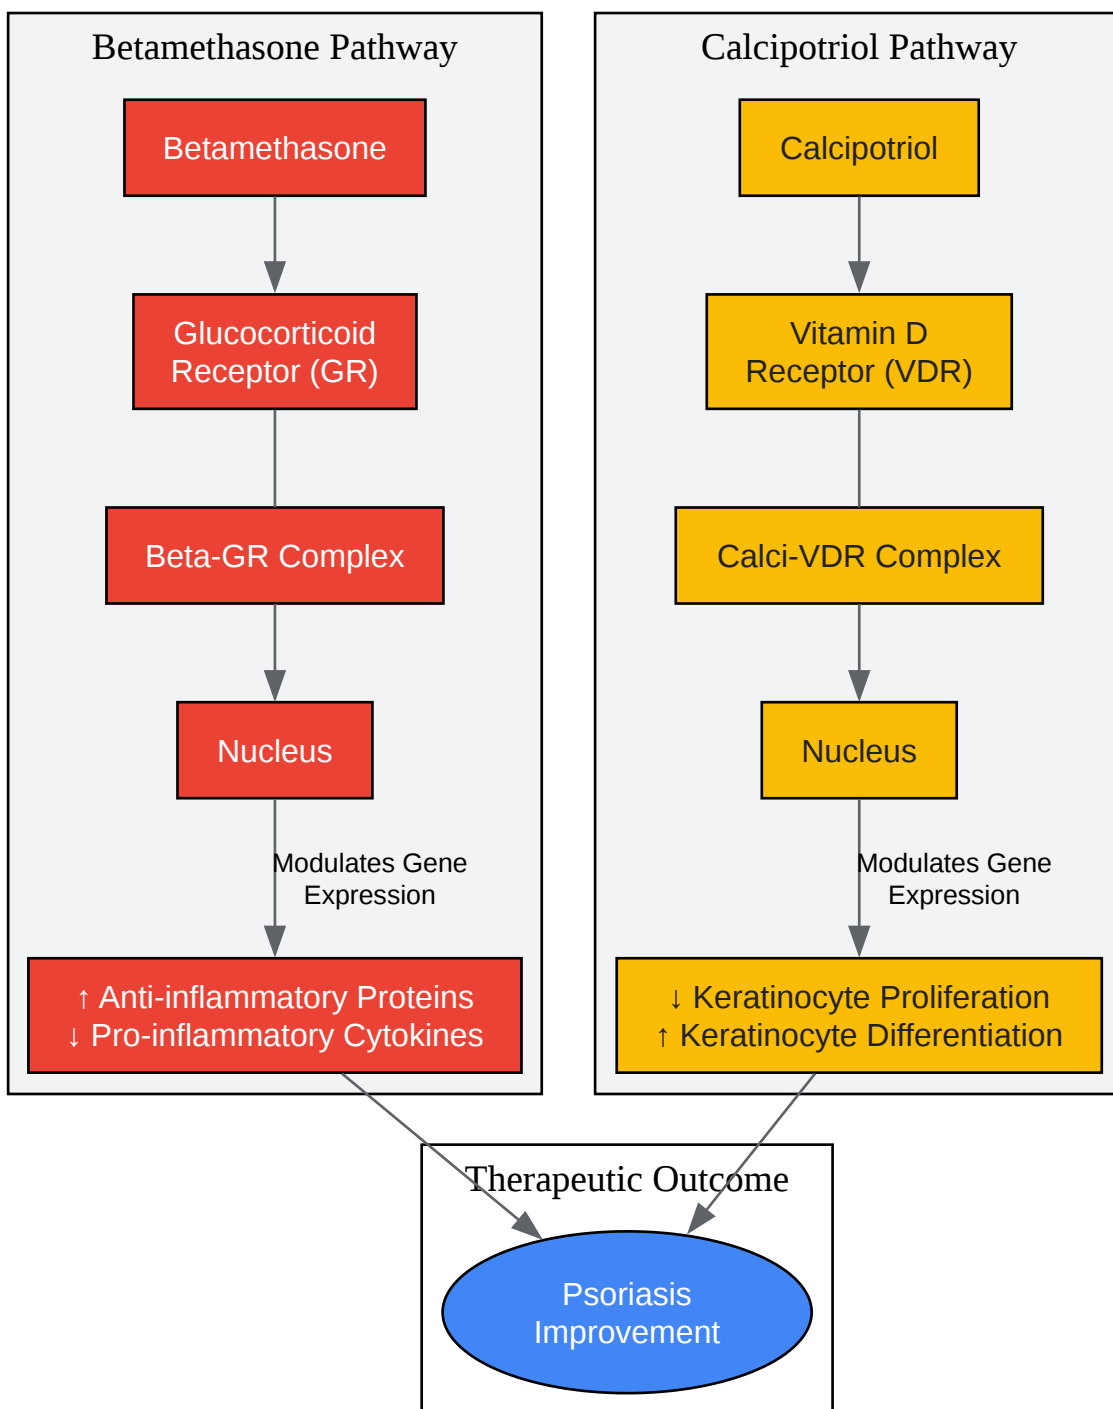 Betamethasone Pathway
Betamethasone
Glucocorticoid
Receptor (GR)
Beta-GR Complex
Nucleus
Modulates Gene
Expression
↑ Anti-inflammatory Proteins
↓ Pro-inflammatory Cytokines
Calcipotriol Pathway
Calcipotriol
Vitamin D
Receptor (VDR)
Calci-VDR Complex
Nucleus
Modulates Gene
Expression
↓ Keratinocyte Proliferation
↑ Keratinocyte Differentiation
Therapeutic Outcome
Psoriasis
Improvement